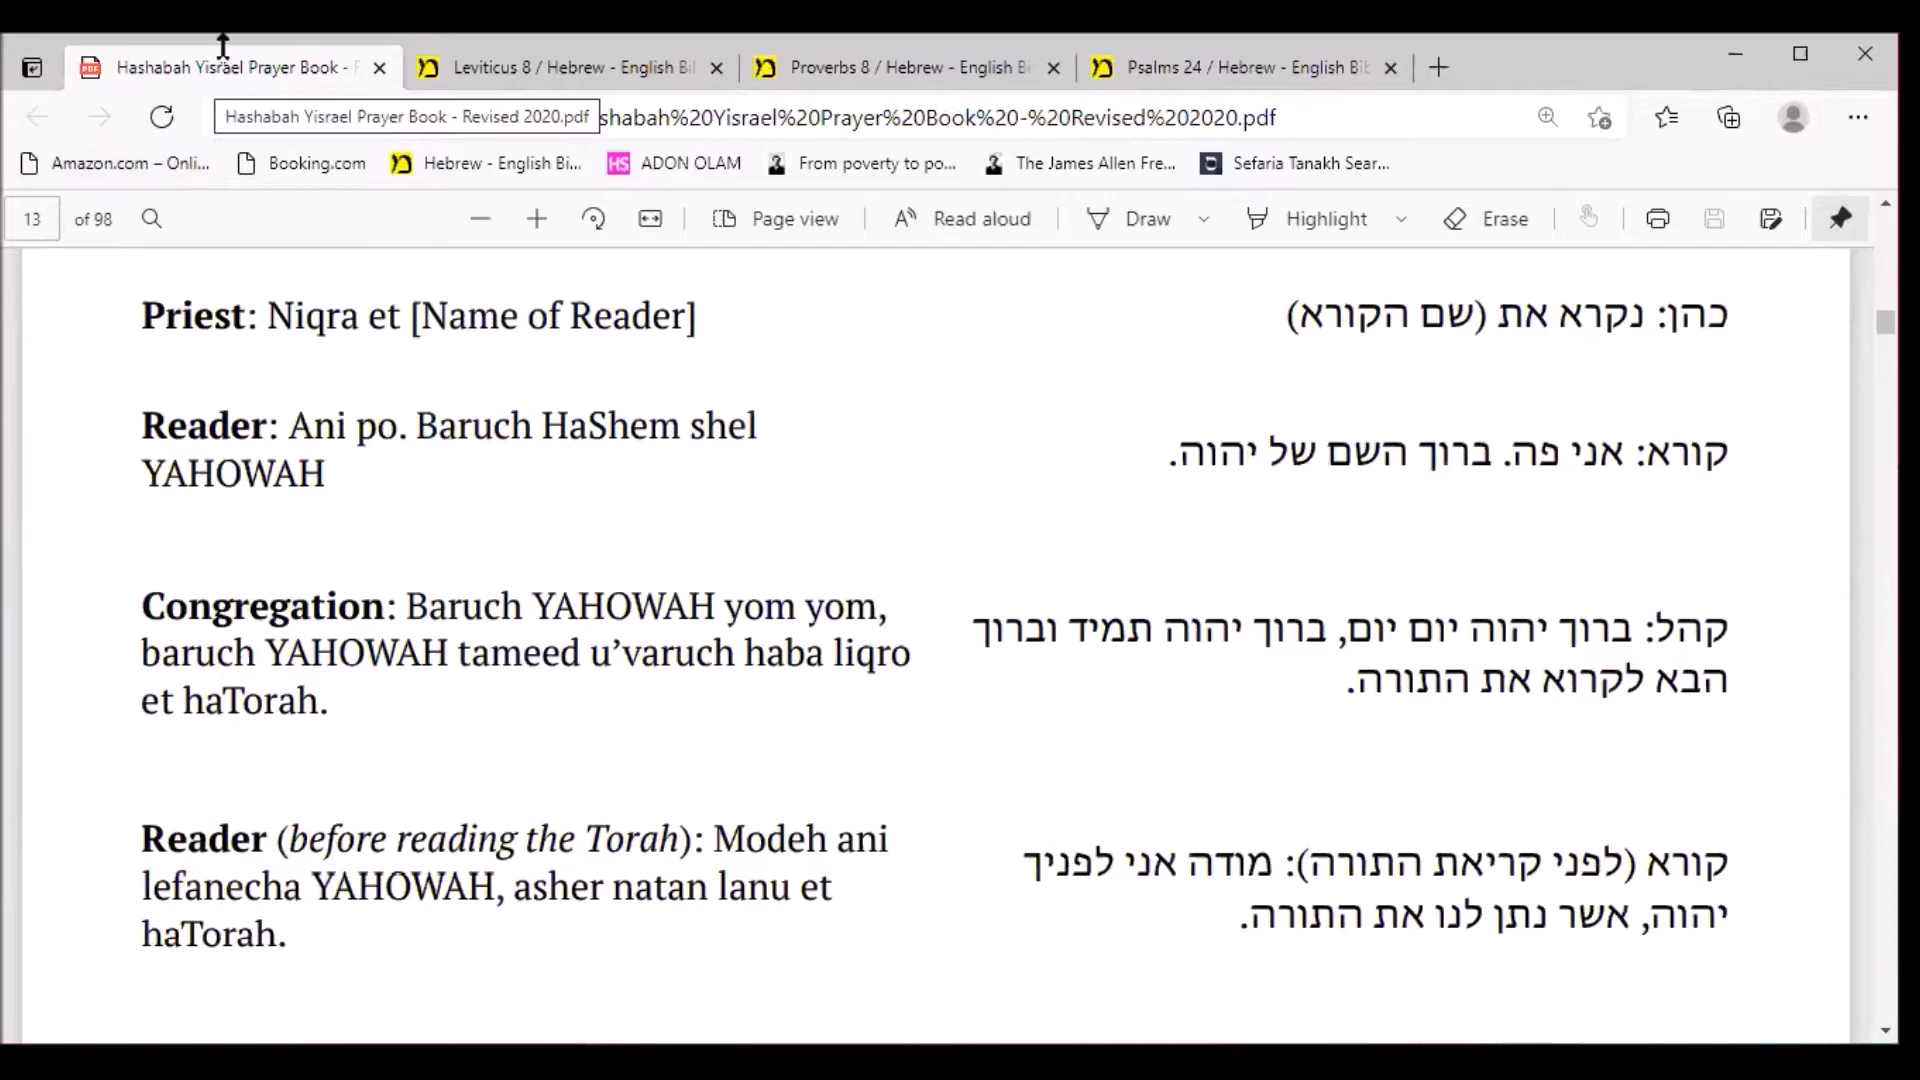 Hashabah Yisrael Prayer Book -
Leviticus 8 / Hebrew - English Bi
Proverbs 8 / Hebrew - English Bi
Psalms 24 / Hebrew - English Bib
Hashabah Yisrael Prayer Book - Revised 2020.pdf
shabah%20Yisrael%20Prayer%20Book%20-%20Revised%202020.pdf
Amazon.com – Onli...
Booking.com
Hebrew - English Bi...
HS ADON OLAM
From poverty to po...
The James Allen Fre...
Sefaria Tanakh Sear...
13 of 98
Page view
Read aloud
Draw
Highlight
Erase
Priest: Niqra et [Name of Reader]
כהן: נקרא את (שם הקורא)
Reader: Ani po. Baruch HaShem shel
YAHOWAH
קורא: אני פה. ברוך השם של יהוה.
Congregation: Baruch YAHOWAH yom yom,
baruch YAHOWAH tameed u’varuch haba liqro
et haTorah.
קהל: ברוך יהוה יום יום, ברוך יהוה תמיד וברוך
הבא לקרוא את התורה.
Reader (before reading the Torah): Modeh ani
lefanecha YAHOWAH, asher natan lanu et
haTorah.
קורא (לפני קריאת התורה): מודה אני לפניך
יהוה, אשר נתן לנו את התורה.